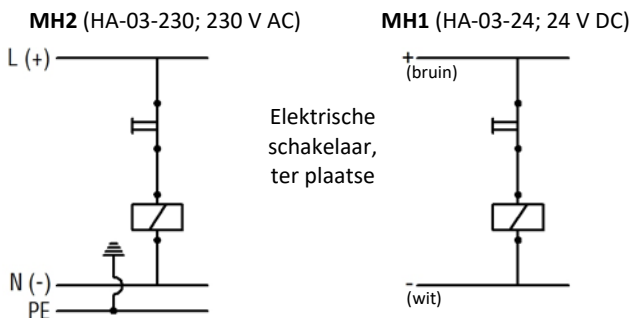 MH2 (HA-03-230; 230 V AC)
MH1 (HA-03-24; 24 V DC)
L (+)
+
(bruin)
Elektrische
schakelaar,
ter plaatse
N (-)
PE
-
(wit)